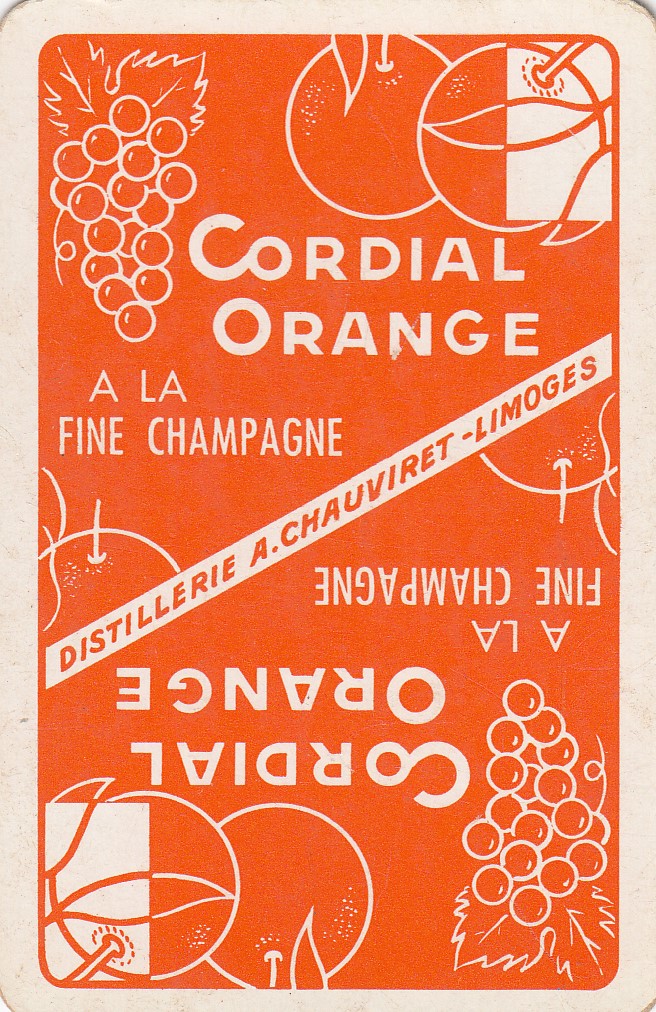 CORDIAL
ORANGE
A LA
FINE CHAMPAGNE
DISTILLERIE A. CHAUVIRET - LIMOGES
CORDIAL
ORANGE
A LA
FINE CHAMPAGNE